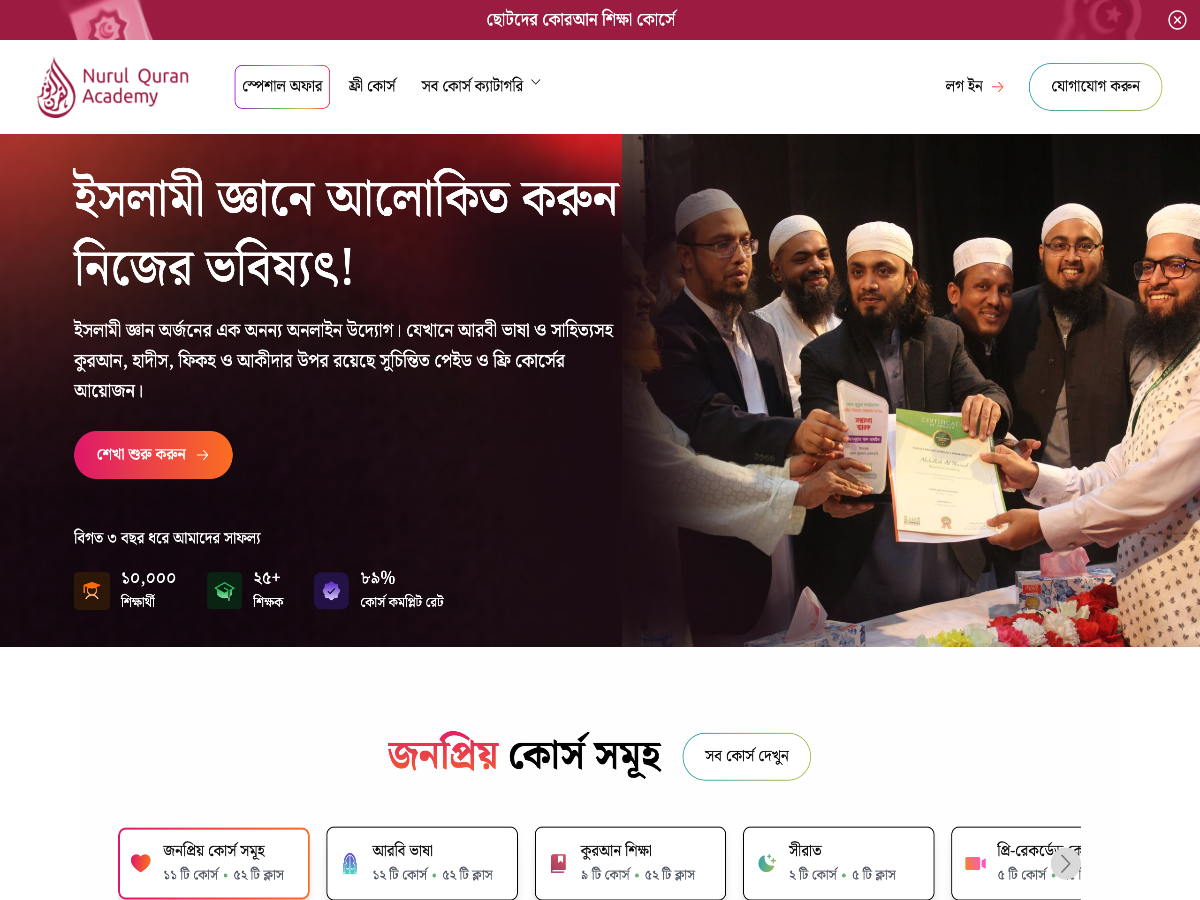 ছোটদের কোরআন শিক্ষা কোর্সে
Nurul Quran
Academy
স্পেশাল অফার
ফ্রী কোর্স
সব কোর্স ক্যাটাগরি
লগ ইন
যোগাযোগ করুন
ইসলামী জ্ঞানে আলোকিত করুন
নিজের ভবিষ্যৎ!
ইসলামী জ্ঞান অর্জনের এক অনন্য অনলাইন উদ্যোগ। যেখানে আরবী ভাষা ও সাহিত্যসহ
কুরআন, হাদীস, ফিকহ ও আকীদার উপর রয়েছে সুচিন্তিত পেইড ও ফ্রি কোর্সের
আয়োজন।
শেখা শুরু করুন
বিগত ৩ বছর ধরে আমাদের সাফল্য
১০,০০০
শিক্ষার্থী
২৫+
শিক্ষক
৮৯%
কোর্স কমপ্লিট রেট
CERTIFICATE
জনপ্রিয় কোর্স সমূহ
সব কোর্স দেখুন
জনপ্রিয় কোর্স সমূহ
১১ টি কোর্স • ৫২ টি ক্লাস
আরবি ভাষা
১২ টি কোর্স • ৫২ টি ক্লাস
কুরআন শিক্ষা
৯ টি কোর্স • ৫২ টি ক্লাস
সীরাত
২ টি কোর্স • ৫ টি ক্লাস
প্রি-রেকর্ডেড
৫ টি কোর্স •